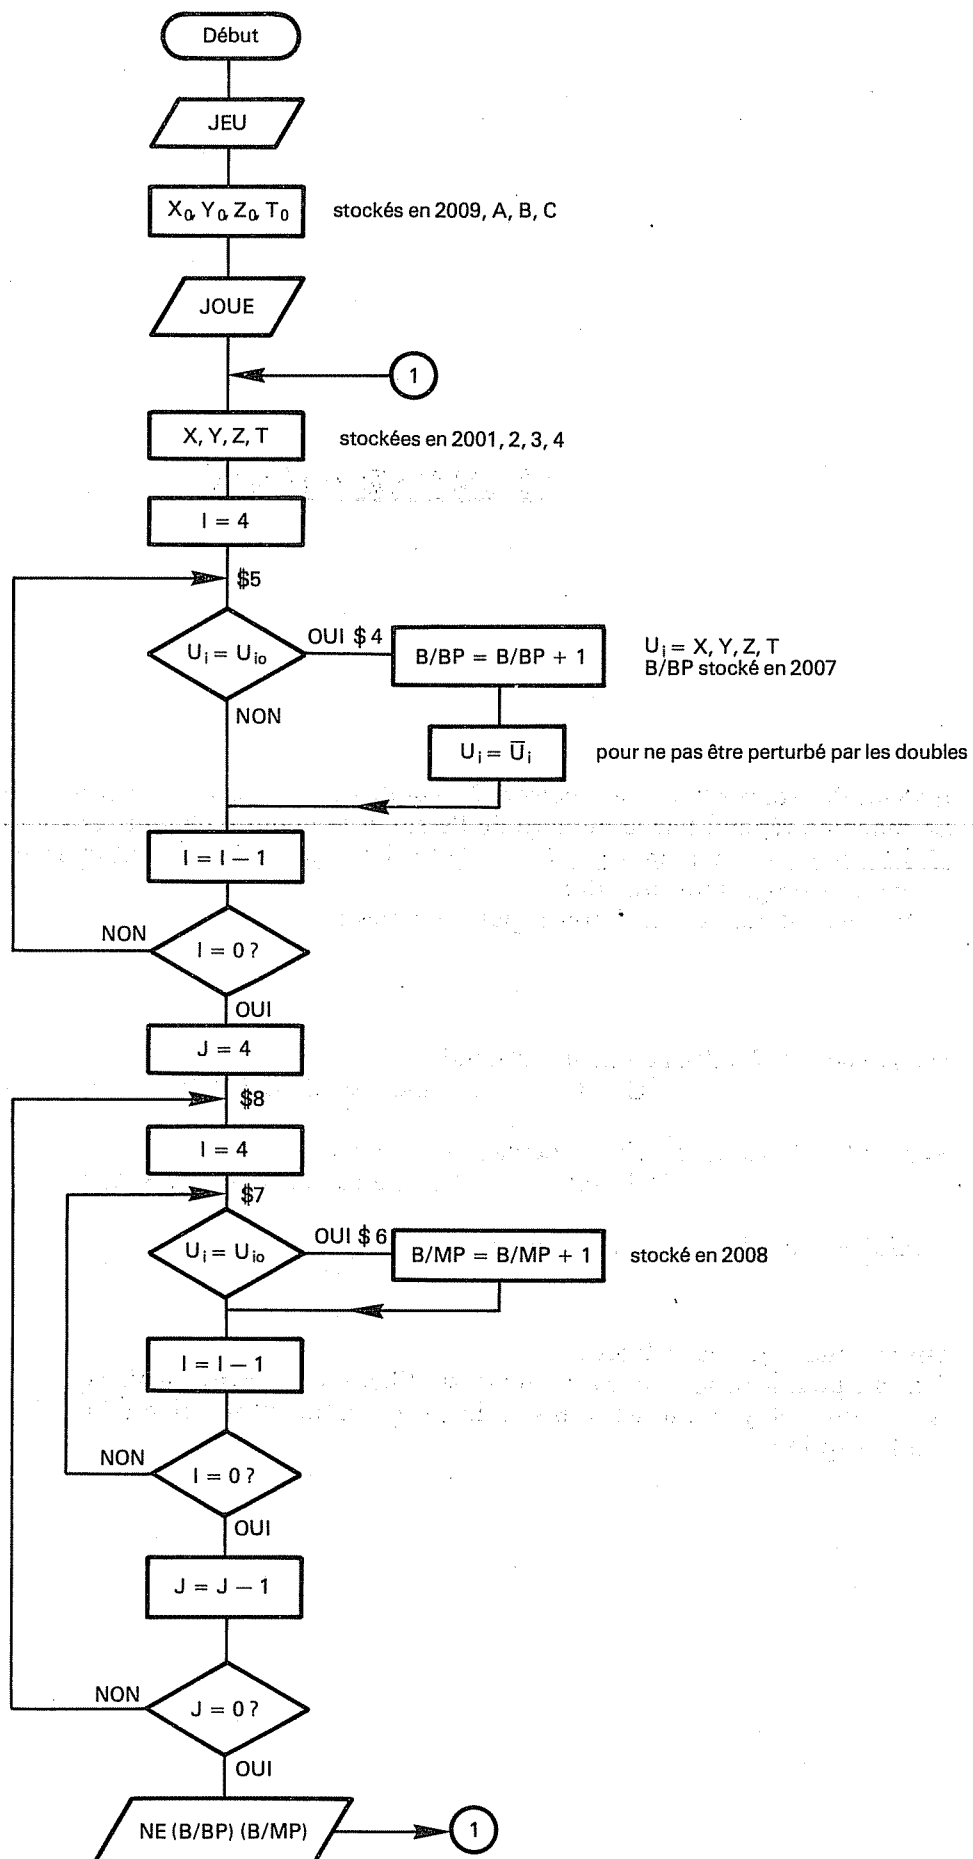 Début
JEU
X₀, Y₀, Z₀, T₀ stockés en 2009, A, B, C
JOUE
1
X, Y, Z, T stockées en 2001, 2, 3, 4
I = 4
$5
Uᵢ = Uᵢₒ OUI $ 4 B/BP = B/BP + 1 Uᵢ = X, Y, Z, T
B/BP stocké en 2007
NON
Uᵢ = Ūᵢ pour ne pas être perturbé par les doubles
I = I – 1
NON I = 0 ?
OUI
J = 4
$8
I = 4
$7
Uᵢ = Uᵢₒ OUI $ 6 B/MP = B/MP + 1 stocké en 2008
I = I – 1
NON I = 0 ?
OUI
J = J – 1
NON J = 0 ?
OUI
NE (B/BP) (B/MP) 1